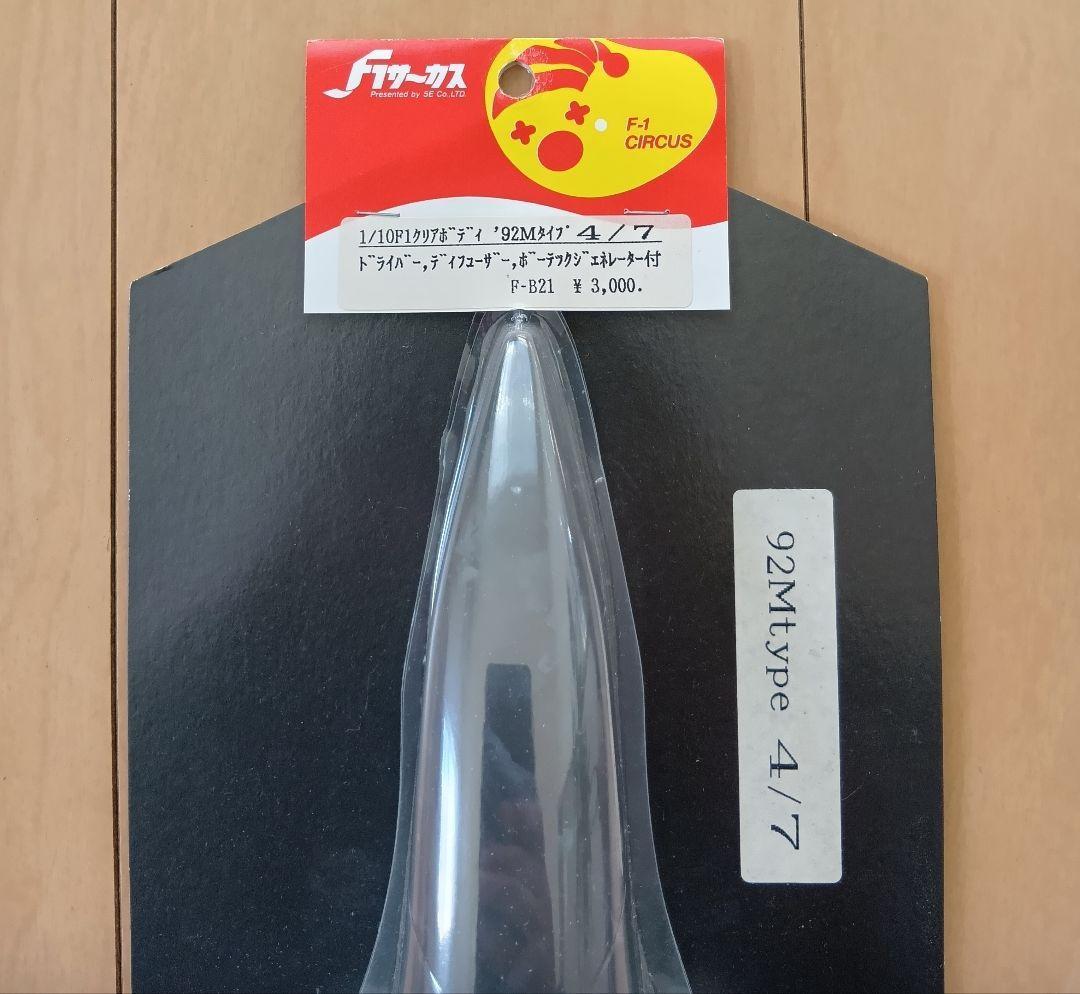 F1サーカス
Presented by SE Co.,LTD.
F-1
CIRCUS
1/10F1ｸﾘｱﾎﾞﾃﾞｨ '92Mﾀｲﾌﾟ 4/7
ﾄﾞﾗｲﾊﾞｰ,ﾃﾞｲﾌﾕｰｻﾞｰ,ﾎﾞｰﾃｯｸｼﾞｴﾈﾚｰﾀｰ付
F-B21 ¥ 3,000.
92Mtype 4/7